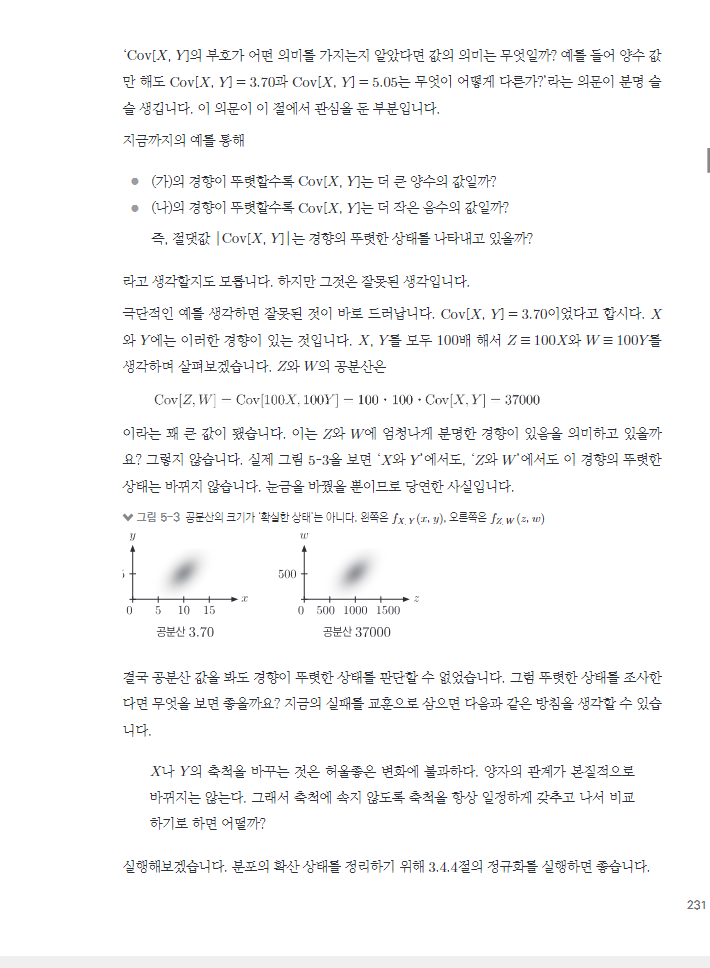 ‘Cov[X, Y]의 부호가 어떤 의미를 가지는지 알았다면 값의 의미는 무엇일까? 예를 들어 양수 값
만 해도 Cov[X, Y] = 3.70과 Cov[X, Y] = 5.05는 무엇이 어떻게 다른가?’라는 의문이 분명 슬
슬 생깁니다. 이 의문이 이 절에서 관심을 둔 부분입니다.
지금까지의 예를 통해
● (가)의 경향이 뚜렷할수록 Cov[X, Y]는 더 큰 양수의 값일까?
● (나)의 경향이 뚜렷할수록 Cov[X, Y]는 더 작은 음수의 값일까?
즉, 절댓값 |Cov[X, Y]|는 경향의 뚜렷한 상태를 나타내고 있을까?
라고 생각할지도 모릅니다. 하지만 그것은 잘못된 생각입니다.
극단적인 예를 생각하면 잘못된 것이 바로 드러납니다. Cov[X, Y] = 3.70이었다고 합시다. X
와 Y에는 이러한 경향이 있는 것입니다. X, Y를 모두 100배 해서 Z ≡ 100X와 W ≡ 100Y를
생각하며 살펴보겠습니다. Z와 W의 공분산은
Cov[Z, W] = Cov[100X, 100Y] = 100 · 100 · Cov[X, Y] = 37000
이라는 꽤 큰 값이 됐습니다. 이는 Z와 W에 엄청나게 분명한 경향이 있음을 의미하고 있을까
요? 그렇지 않습니다. 실제 그림 5-3을 보면 ‘X와 Y’에서도, ‘Z와 W’에서도 이 경향의 뚜렷한
상태는 바뀌지 않습니다. 눈금을 바꿨을 뿐이므로 당연한 사실입니다.
그림 5-3 공분산의 크기가 ‘확실한 상태’는 아니다. 왼쪽은 f_{X,Y}(x, y), 오른쪽은 f_{Z,W}(z, w)
y w
500
x z
0 5 10 15 0 500 1000 1500
공분산 3.70 공분산 37000
결국 공분산 값을 봐도 경향이 뚜렷한 상태를 판단할 수 없었습니다. 그럼 뚜렷한 상태를 조사한
다면 무엇을 보면 좋을까요? 지금의 실패를 교훈으로 삼으면 다음과 같은 방침을 생각할 수 있습
니다.
X나 Y의 축척을 바꾸는 것은 허울좋은 변화에 불과하다. 양자의 관계가 본질적으로
바뀌지는 않는다. 그래서 축척에 속지 않도록 축척을 항상 일정하게 갖추고 나서 비교
하기로 하면 어떨까?
실행해보겠습니다. 분포의 확산 상태를 정리하기 위해 3.4.4절의 정규화를 실행하면 좋습니다.
231